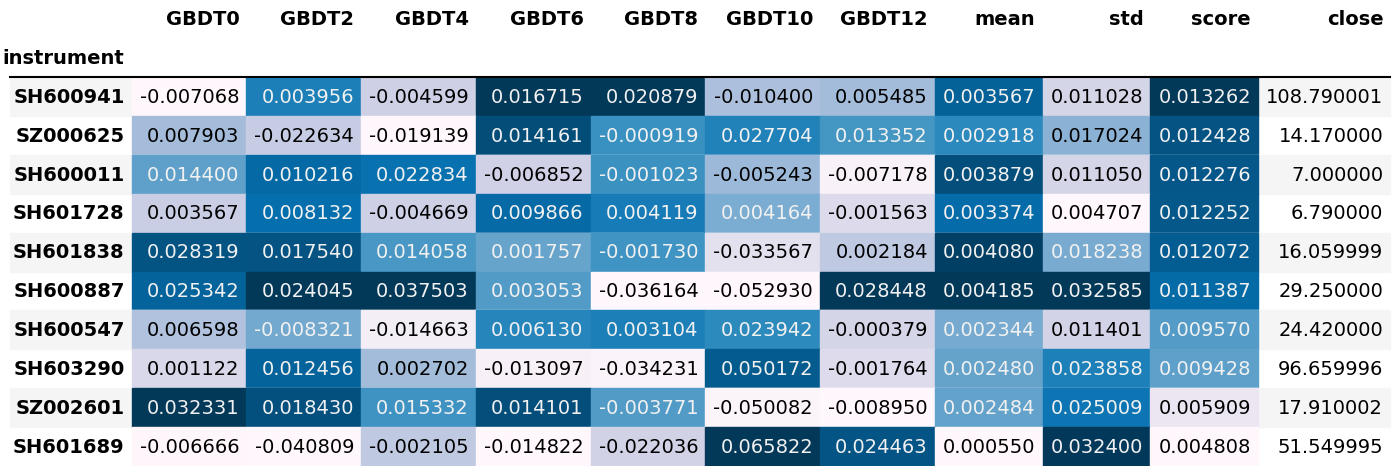 GBDT0 GBDT2 GBDT4 GBDT6 GBDT8 GBDT10 GBDT12 mean std score close
instrument
SH600941 -0.007068 0.003956 -0.004599 0.016715 0.020879 -0.010400 0.005485 0.003567 0.011028 0.013262 108.790001
SZ000625 0.007903 -0.022634 -0.019139 0.014161 -0.000919 0.027704 0.013352 0.002918 0.017024 0.012428 14.170000
SH600011 0.014400 0.010216 0.022834 -0.006852 -0.001023 -0.005243 -0.007178 0.003879 0.011050 0.012276 7.000000
SH601728 0.003567 0.008132 -0.004669 0.009866 0.004119 0.004164 -0.001563 0.003374 0.004707 0.012252 6.790000
SH601838 0.028319 0.017540 0.014058 0.001757 -0.001730 -0.033567 0.002184 0.004080 0.018238 0.012072 16.059999
SH600887 0.025342 0.024045 0.037503 0.003053 -0.036164 -0.052930 0.028448 0.004185 0.032585 0.011387 29.250000
SH600547 0.006598 -0.008321 -0.014663 0.006130 0.003104 0.023942 -0.000379 0.002344 0.011401 0.009570 24.420000
SH603290 0.001122 0.012456 0.002702 -0.013097 -0.034231 0.050172 -0.001764 0.002480 0.023858 0.009428 96.659996
SZ002601 0.032331 0.018430 0.015332 0.014101 -0.003771 -0.050082 -0.008950 0.002484 0.025009 0.005909 17.910002
SH601689 -0.006666 -0.040809 -0.002105 -0.014822 -0.022036 0.065822 0.024463 0.000550 0.032400 0.004808 51.549995